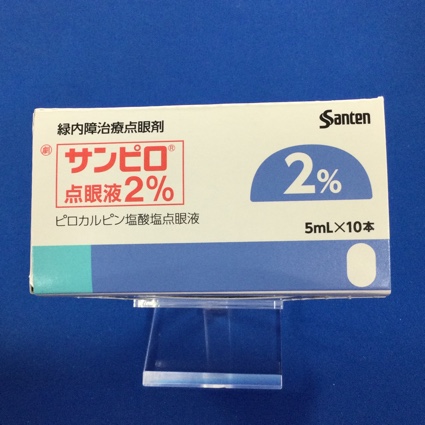 緑内障治療点眼剤
Santen
劇
サンピロ®
点眼液2%
2%
ピロカルピン塩酸塩点眼液
5mL×10本